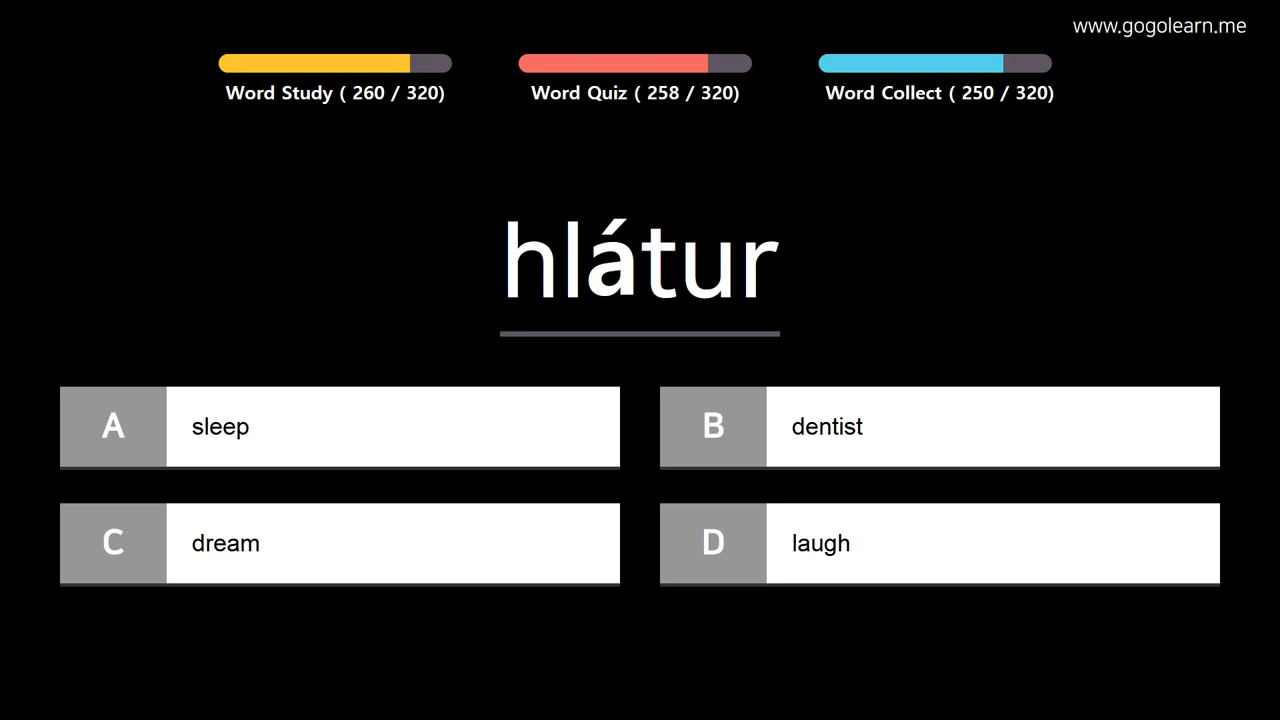 www.gogolearn.me
Word Study ( 260 / 320)
Word Quiz ( 258 / 320)
Word Collect ( 250 / 320)
hlátur
A sleep
B dentist
C dream
D laugh